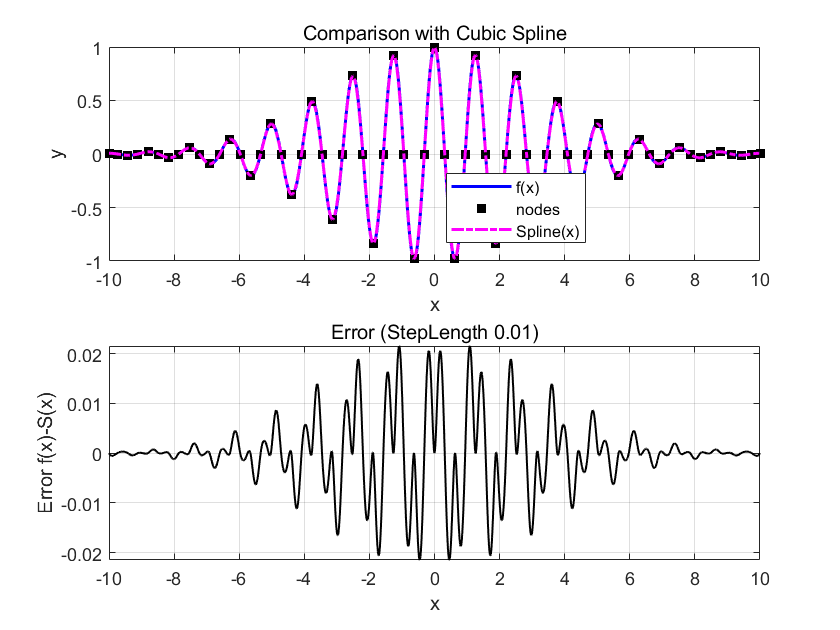 Comparison with Cubic Spline
1
0.5
0
-0.5
-1
y
f(x)
nodes
Spline(x)
-10 -8 -6 -4 -2 0 2 4 6 8 10
x
Error (StepLength 0.01)
0.02
0.01
0
-0.01
-0.02
Error f(x)-S(x)
-10 -8 -6 -4 -2 0 2 4 6 8 10
x